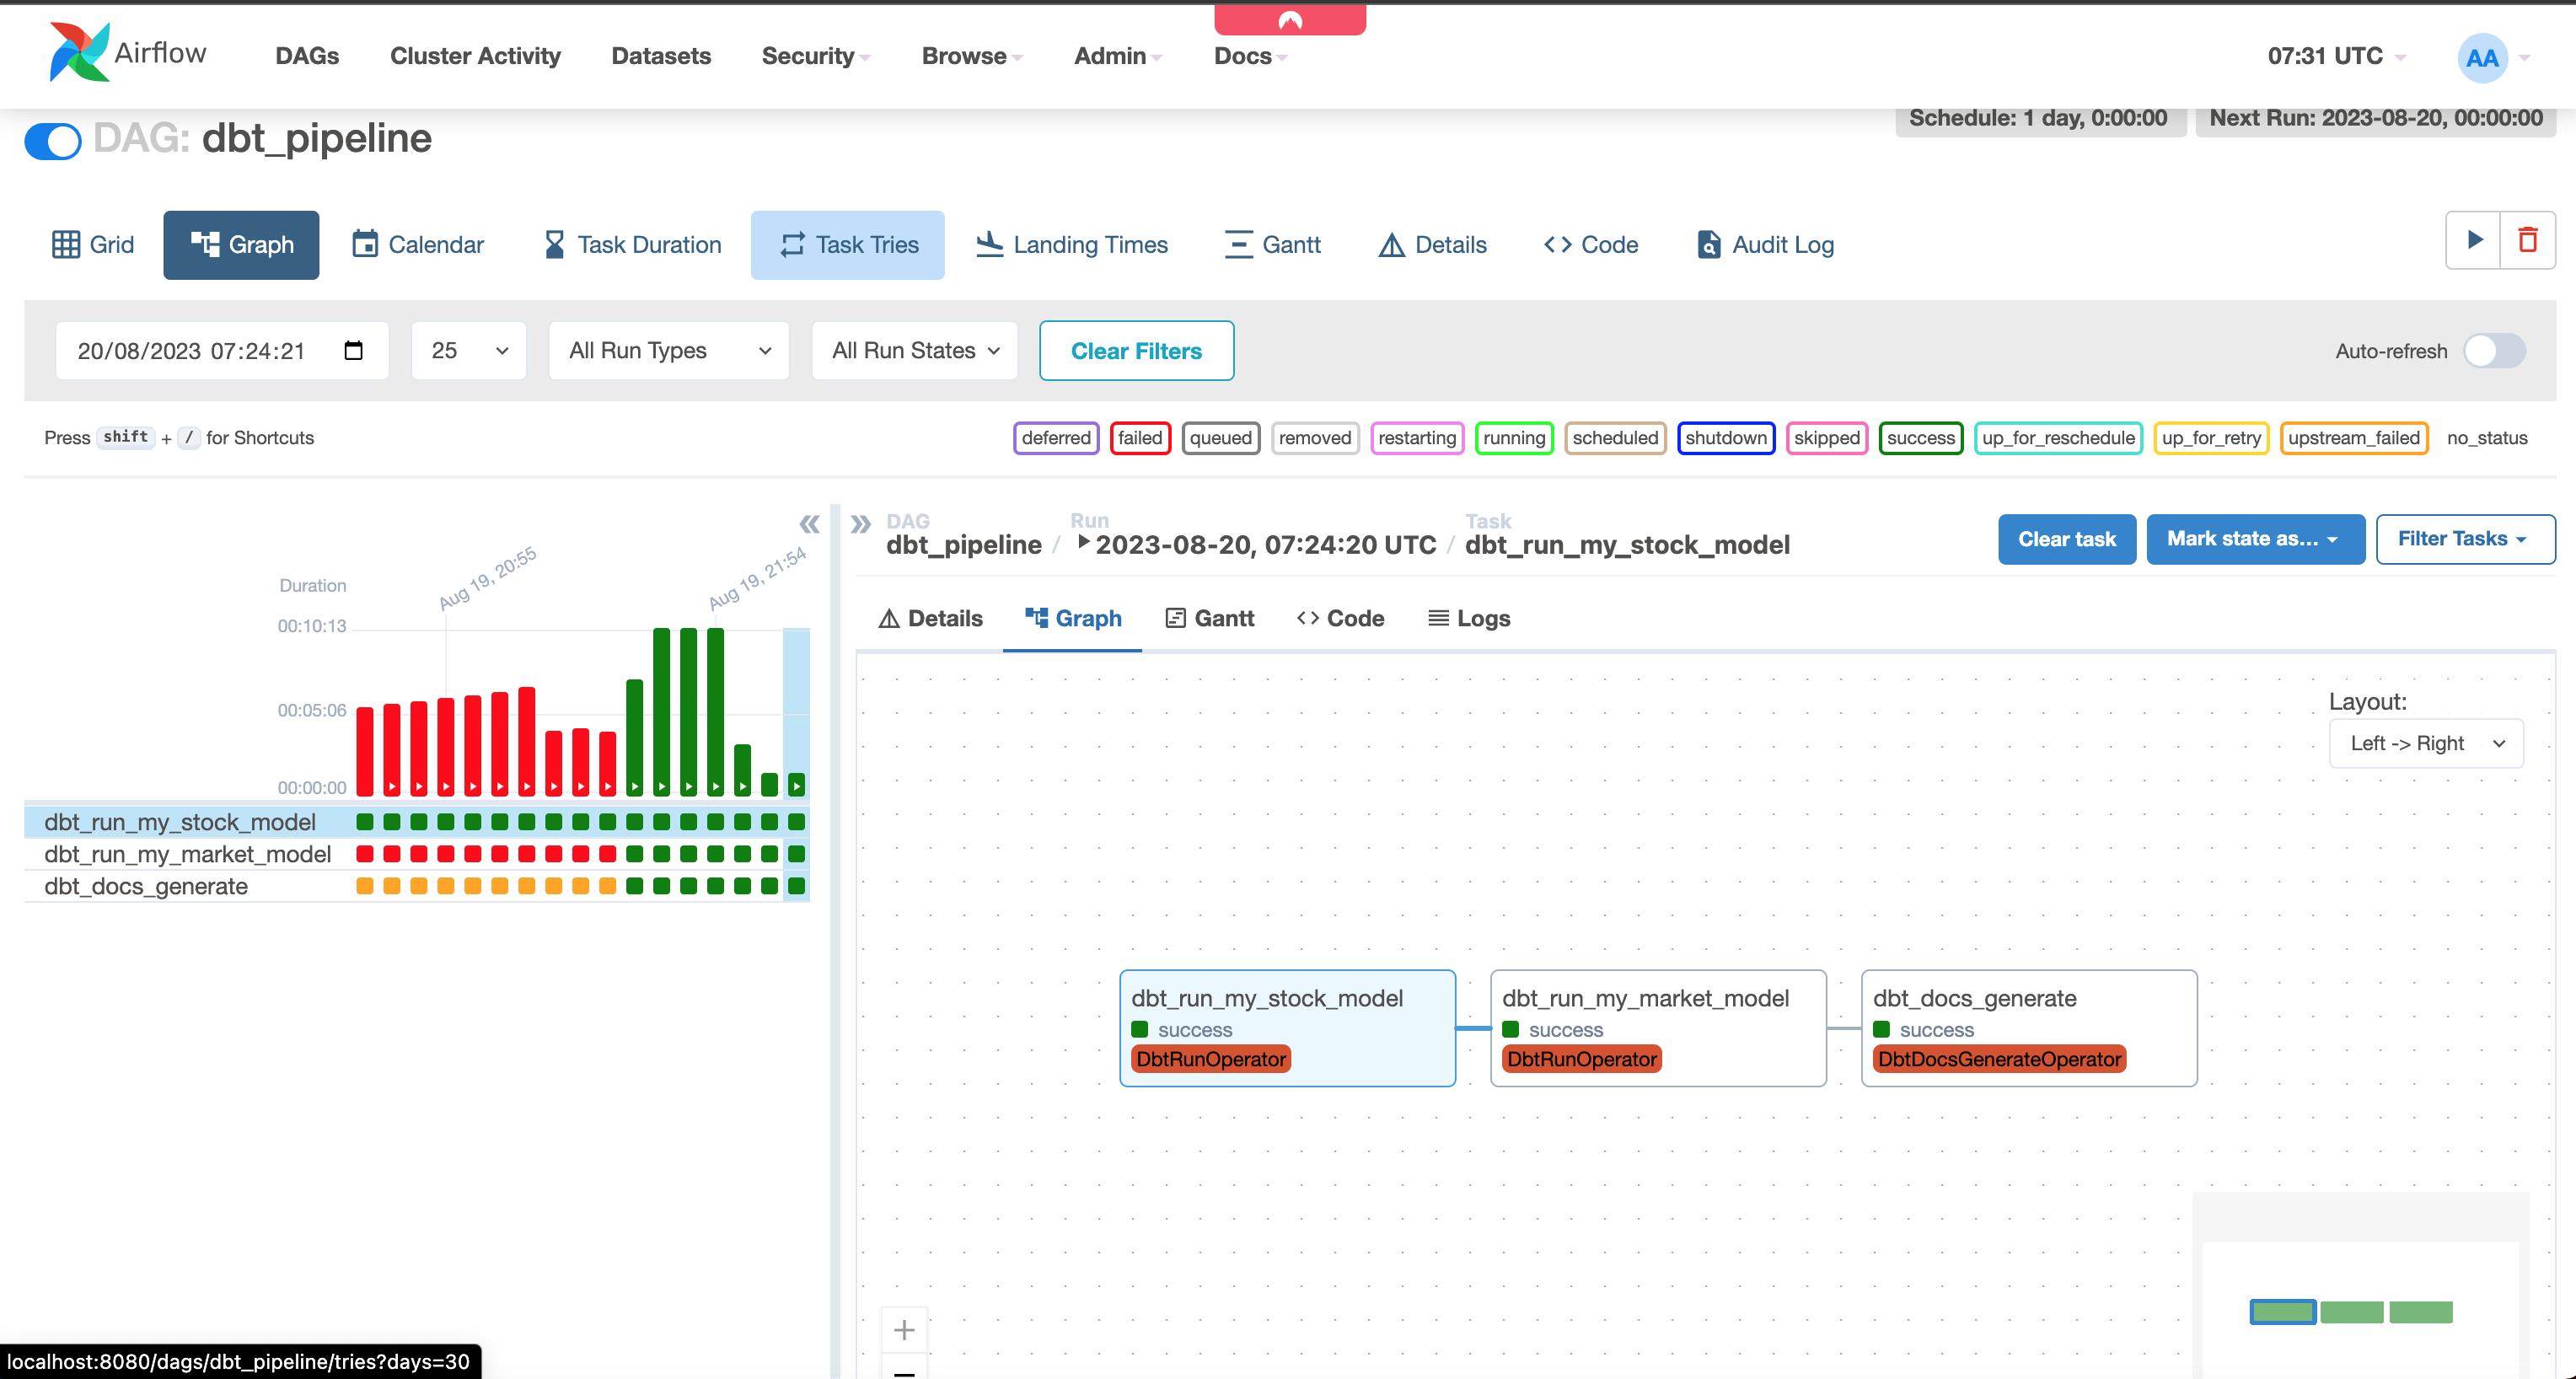 Airflow
DAGs
Cluster Activity
Datasets
Security
Browse
Admin
Docs
07:31 UTC
AA
DAG: dbt_pipeline
Schedule: 1 day, 0:00:00
Next Run: 2023-08-20, 00:00:00
Grid
Graph
Calendar
Task Duration
Task Tries
Landing Times
Gantt
Details
Code
Audit Log
20/08/2023 07:24:21
25
All Run Types
All Run States
Clear Filters
Auto-refresh
Press shift + / for Shortcuts
deferred
failed
queued
removed
restarting
running
scheduled
shutdown
skipped
success
up_for_reschedule
up_for_retry
upstream_failed
no_status
Duration
Aug 19, 20:55
Aug 19, 21:54
00:10:13
00:05:06
00:00:00
dbt_run_my_stock_model
dbt_run_my_market_model
dbt_docs_generate
DAG
dbt_pipeline
/
Run
2023-08-20, 07:24:20 UTC
/
Task
dbt_run_my_stock_model
Clear task
Mark state as...
Filter Tasks
Details
Graph
Gantt
Code
Logs
Layout:
Left -> Right
dbt_run_my_stock_model
success
DbtRunOperator
dbt_run_my_market_model
success
DbtRunOperator
dbt_docs_generate
success
DbtDocsGenerateOperator
localhost:8080/dags/dbt_pipeline/tries?days=30